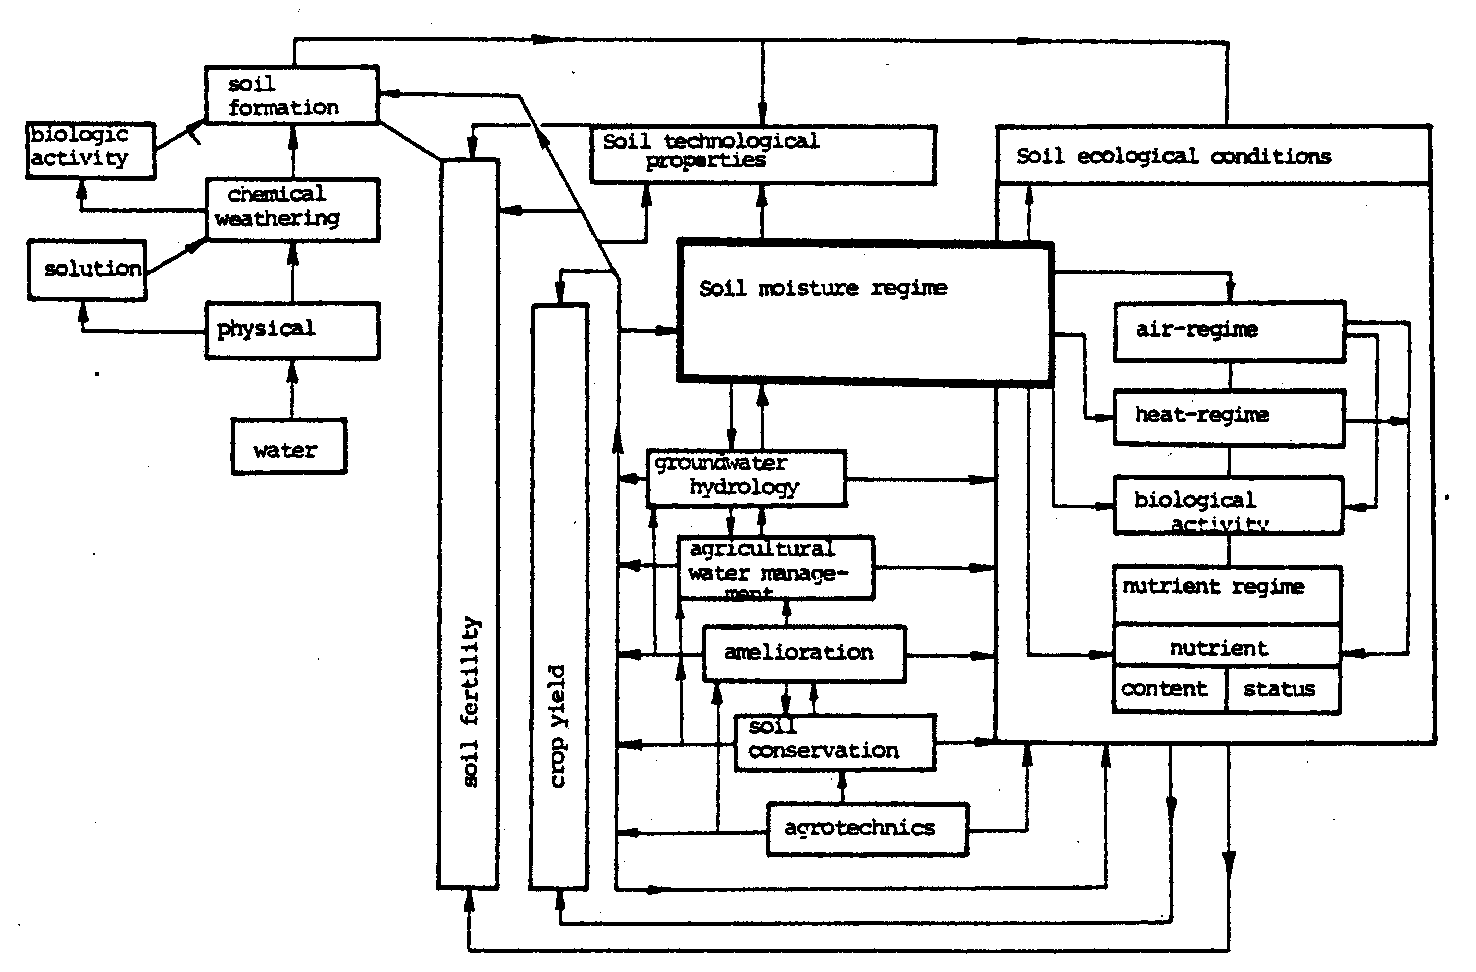 soil
formation
biologic
activity
chemical
weathering
solution
physical
water
soil fertility
crop yield
Soil technological
properties
Soil moisture regime
groundwater
hydrology
agricultural
water manage-
ment
amelioration
soil
conservation
agrotechnics
Soil ecological conditions
air-regime
heat-regime
biological
activity
nutrient regime
nutrient
content
status